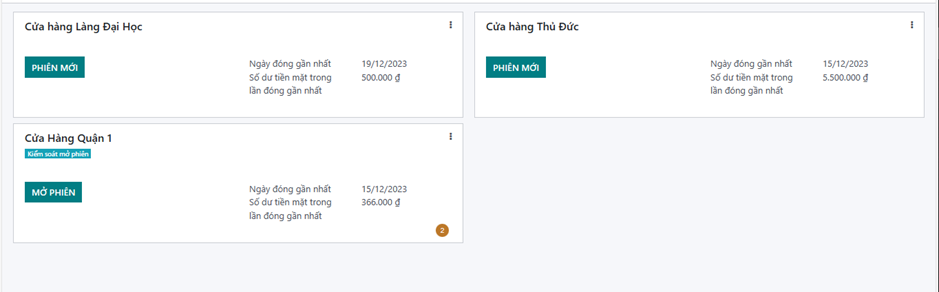 Cửa hàng Làng Đại Học
PHIÊN MỚI
Ngày đóng gần nhất 19/12/2023
Số dư tiền mặt trong 500.000 ₫
lần đóng gần nhất
Cửa hàng Thủ Đức
PHIÊN MỚI
Ngày đóng gần nhất 15/12/2023
Số dư tiền mặt trong 5.500.000 ₫
lần đóng gần nhất
Cửa Hàng Quận 1
Kiểm soát mở phiên
MỞ PHIÊN
Ngày đóng gần nhất 15/12/2023
Số dư tiền mặt trong 366.000 ₫
lần đóng gần nhất
2